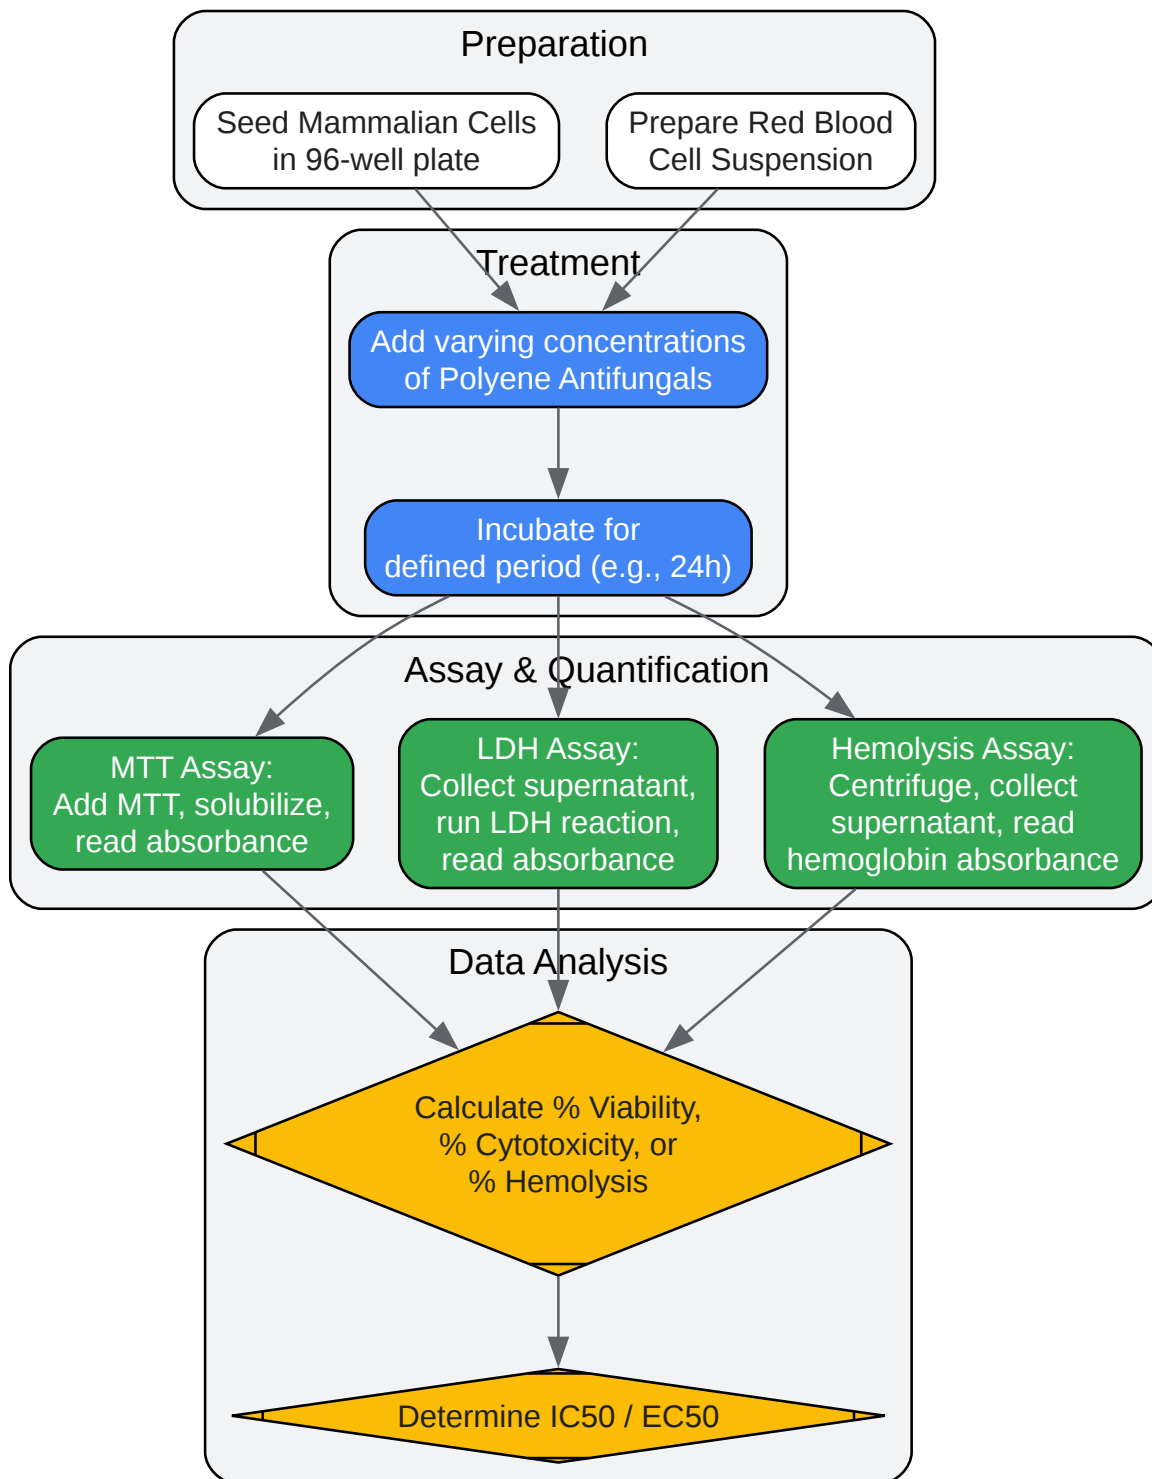 Preparation
Seed Mammalian Cells
in 96-well plate
Prepare Red Blood
Cell Suspension
Treatment
Add varying concentrations
of Polyene Antifungals
Incubate for
defined period (e.g., 24h)
Assay & Quantification
MTT Assay:
Add MTT, solubilize,
read absorbance
LDH Assay:
Collect supernatant,
run LDH reaction,
read absorbance
Hemolysis Assay:
Centrifuge, collect
supernatant, read
hemoglobin absorbance
Data Analysis
Calculate % Viability,
% Cytotoxicity, or
% Hemolysis
Determine IC50 / EC50